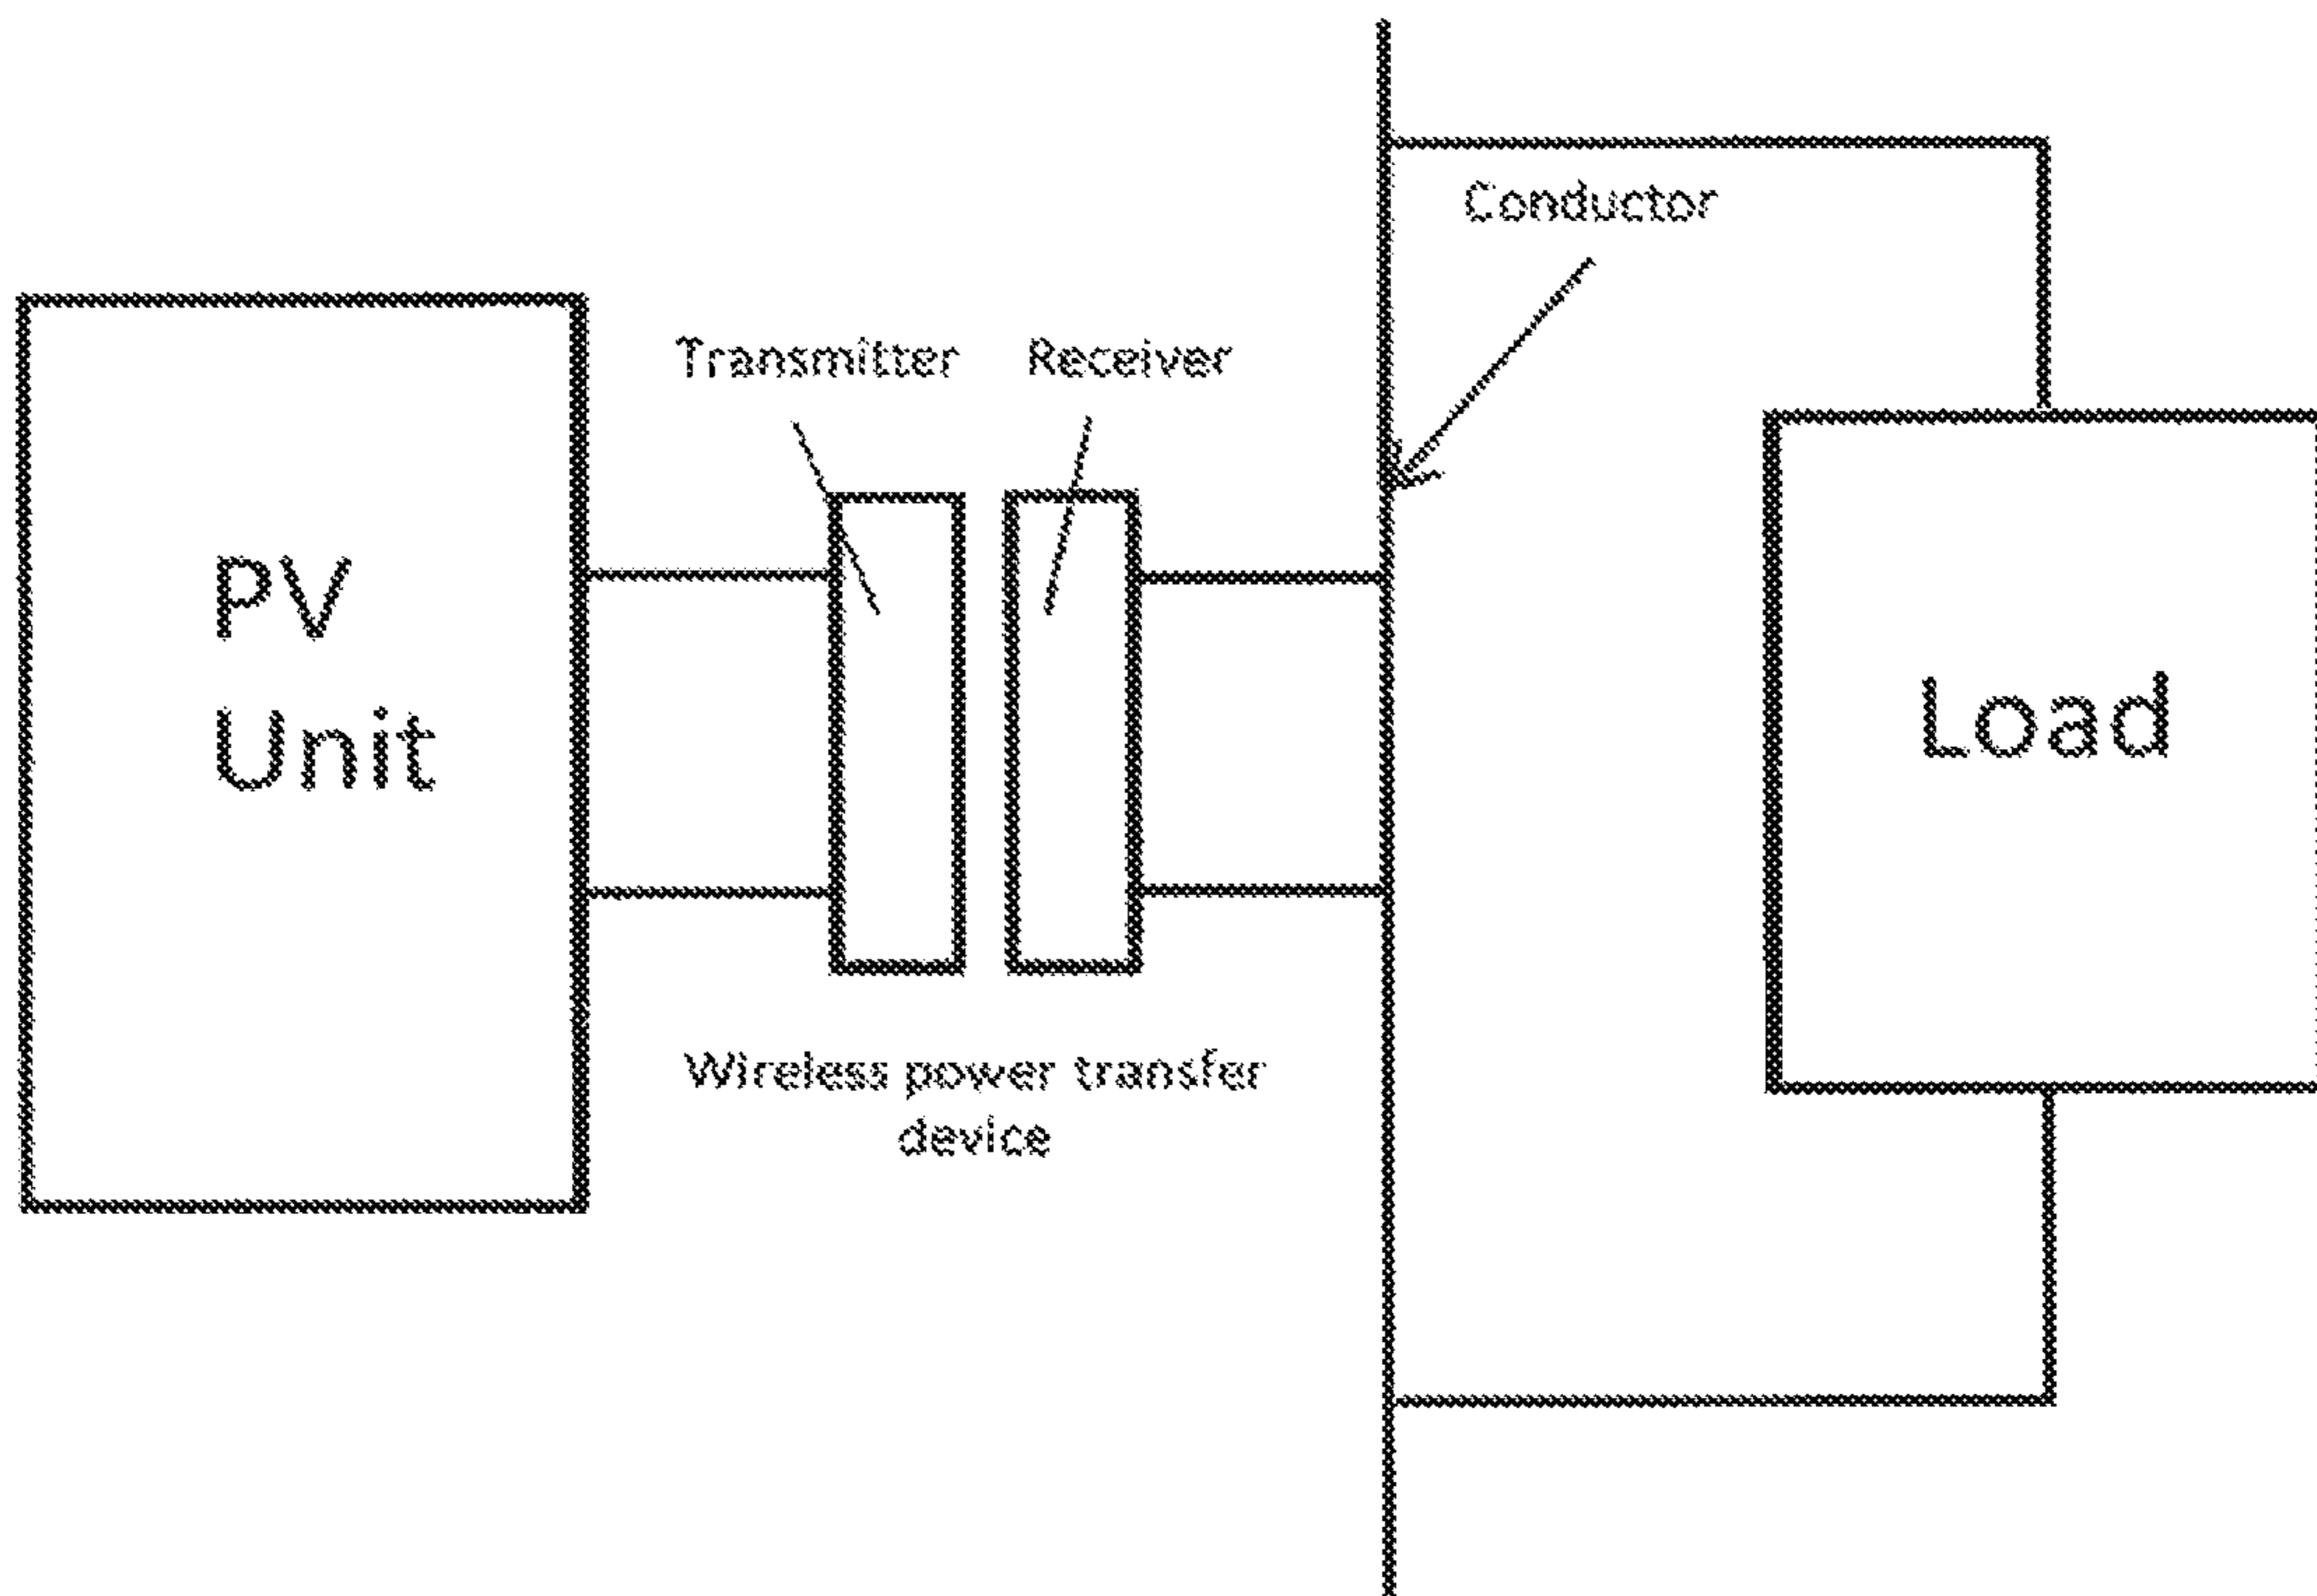 Conductor
Transmitter
Receiver
PV
Unit
Load
Wireless power transfer
device